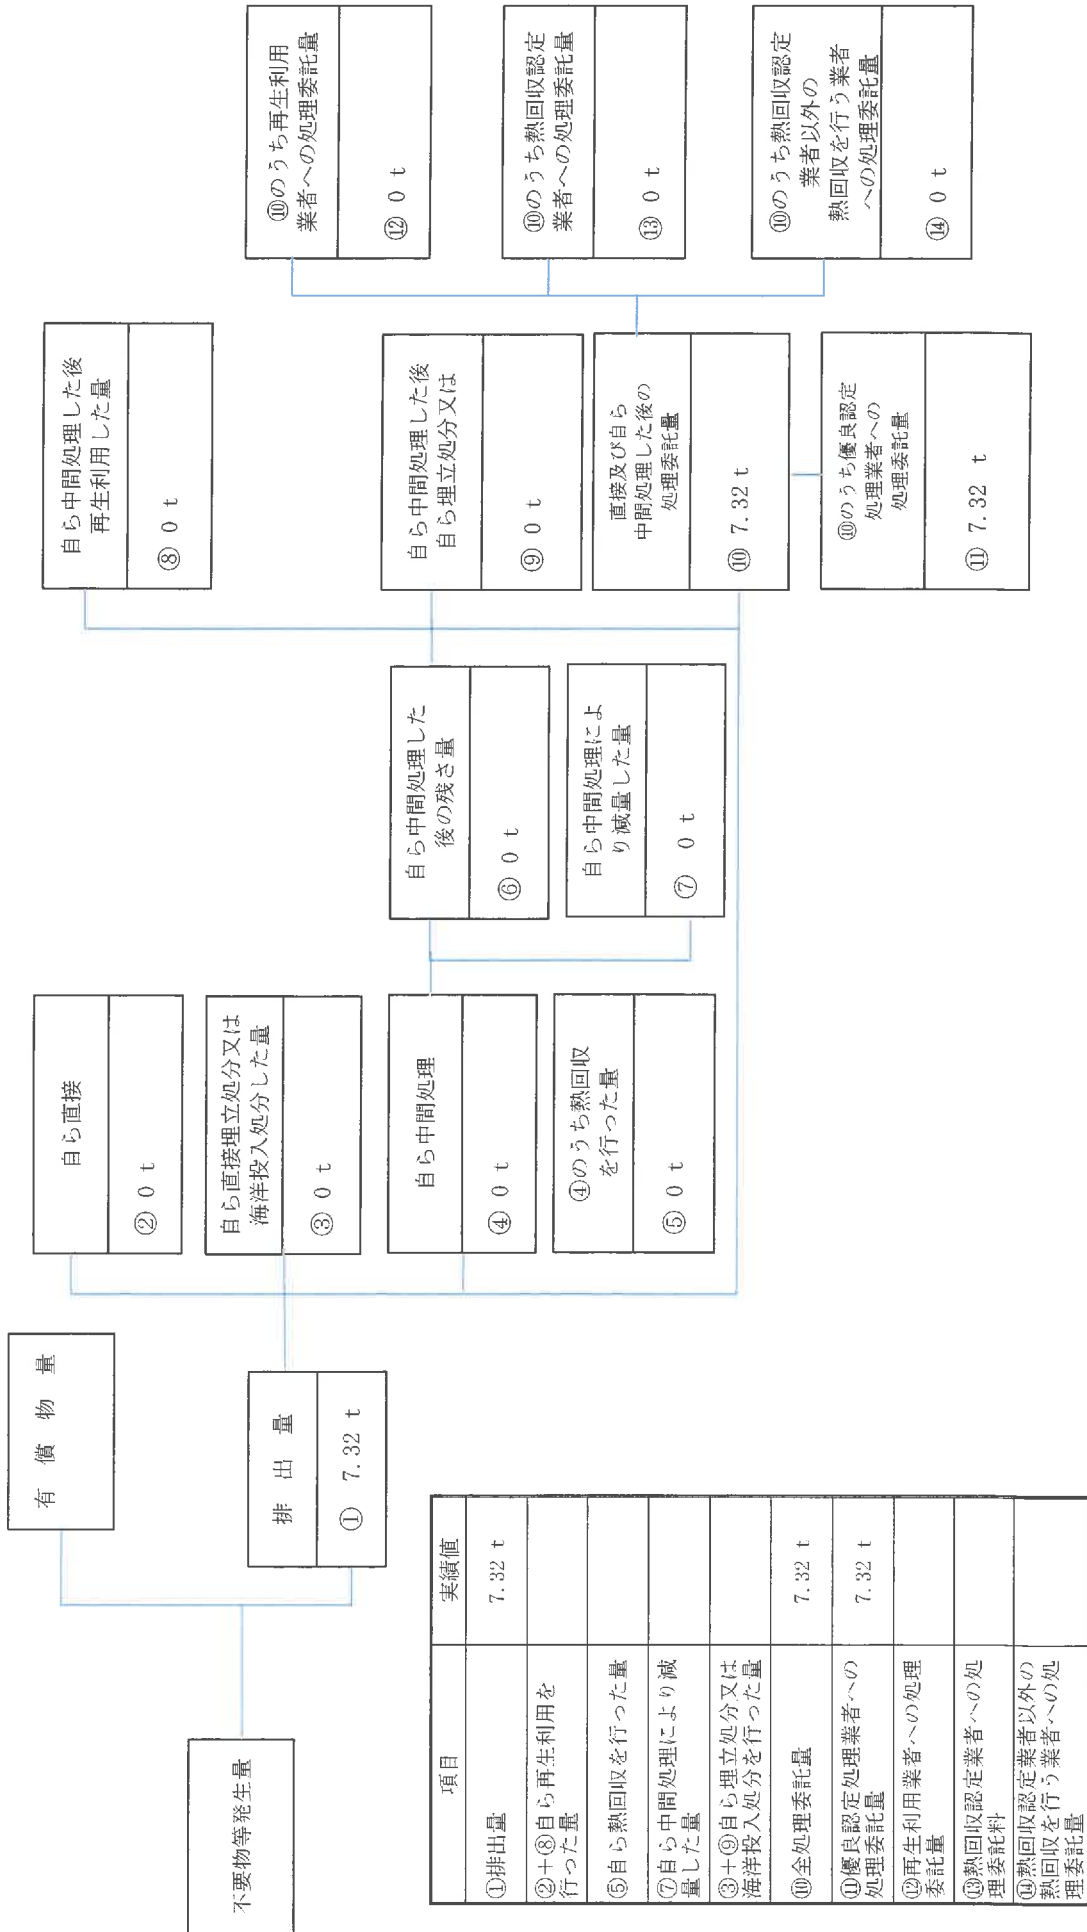 不要物等発生量
有償物量
排出量
① 7.32 t
自ら直接
② 0 t
自ら直接埋立処分又は
海洋投入処分した量
③ 0 t
自ら中間処理
④ 0 t
④のうち熱回収
を行った量
⑤ 0 t
自ら中間処理した
後の残さ量
⑥ 0 t
自ら中間処理によ
り減量した量
⑦ 0 t
自ら中間処理した後
再生利用した量
⑧ 0 t
自ら中間処理した後
自ら埋立処分又は
⑨ 0 t
直接及び自ら
中間処理した後の
処理委託量
⑩ 7.32 t
⑩のうち優良認定
処理業者への
処理委託量
⑪ 7.32 t
⑩のうち再生利用
業者への処理委託量
⑫ 0 t
⑩のうち熱回収認定
業者への処理委託量
⑬ 0 t
⑩のうち熱回収認定
業者以外の
熱回収を行う業者
への処理委託量
⑭ 0 t
項目 実績値
①排出量 7.32 t
②+⑧自ら再生利用を
行った量
⑤自ら熱回収を行った量
⑦自ら中間処理により減
量した量
③+⑨自ら埋立処分又は
海洋投入処分を行った量
⑩全処理委託量 7.32 t
⑪優良認定処理業者への
処理委託量 7.32 t
⑫再生利用業者への処理
委託量
⑬熱回収認定業者への処
理委託料
⑭熱回収認定業者以外の
熱回収を行う業者への処
理委託量